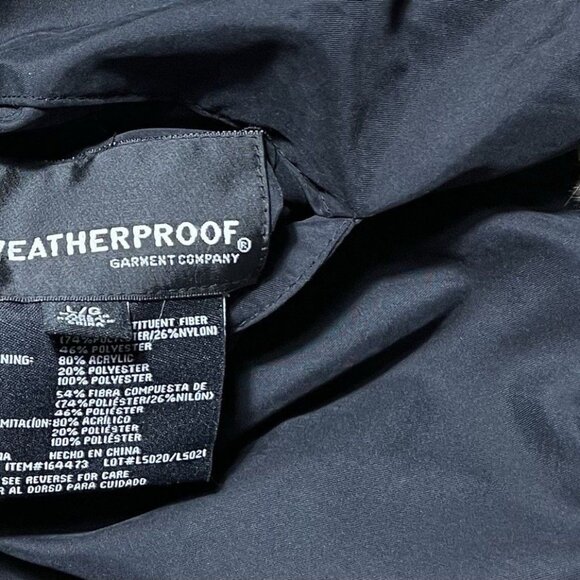 WEATHERPROOF®
GARMENT COMPANY
L/G
TITUENT FIBER
(74% POLYESTER/26%NYLON)
46% POLYESTER
NING: 80% ACRYLIC
20% POLYESTER
100% POLYESTER
54% FIBRA COMPUESTA DE
(74%POLIÉSTER/26%NILÓN)
46% POLIÉSTER
MITACIÓN: 80% ACRÍLICO
20% POLIÉSTER
100% POLIÉSTER
NA HECHO EN CHINA
ITEM#164473 LOT#L5020/L5021
SEE REVERSE FOR CARE
R AL DORSO PARA CUIDADO